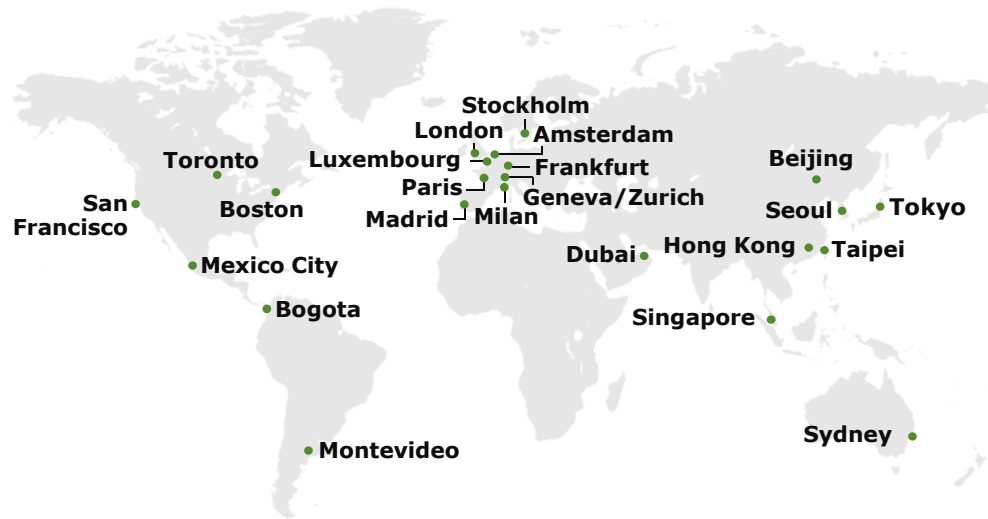 Stockholm
London
Amsterdam
Luxembourg
Frankfurt
Paris
Geneva/Zurich
Madrid
Milan
Toronto
Boston
San
Francisco
Mexico City
Bogota
Montevideo
Beijing
Seoul
Tokyo
Hong Kong
Taipei
Dubai
Singapore
Sydney